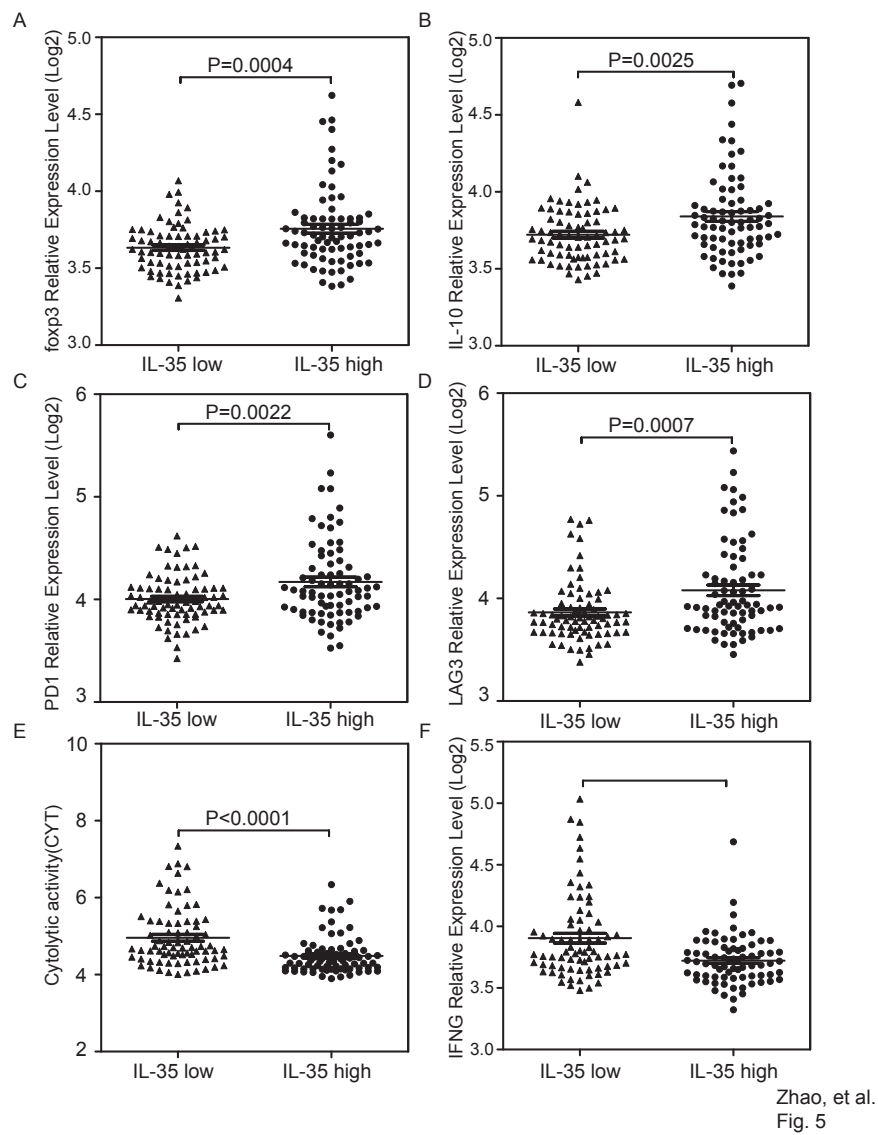 A
foxp3 Relative Expression Level (Log2)
5.0
4.5
4.0
3.5
3.0
P=0.0004
IL-35 low
IL-35 high
B
IL-10 Relative Expression Level (Log2)
5.0
4.5
4.0
3.5
3.0
P=0.0025
IL-35 low
IL-35 high
C
PD1 Relative Expression Level (Log2)
6
5
4
3
P=0.0022
IL-35 low
IL-35 high
D
LAG3 Relative Expression Level (Log2)
6
5
4
3
P=0.0007
IL-35 low
IL-35 high
E
Cytolytic activity(CYT)
10
8
6
4
2
P<0.0001
IL-35 low
IL-35 high
F
IFNG Relative Expression Level (Log2)
5.5
5.0
4.5
4.0
3.5
3.0
IL-35 low
IL-35 high
Zhao, et al.
Fig. 5